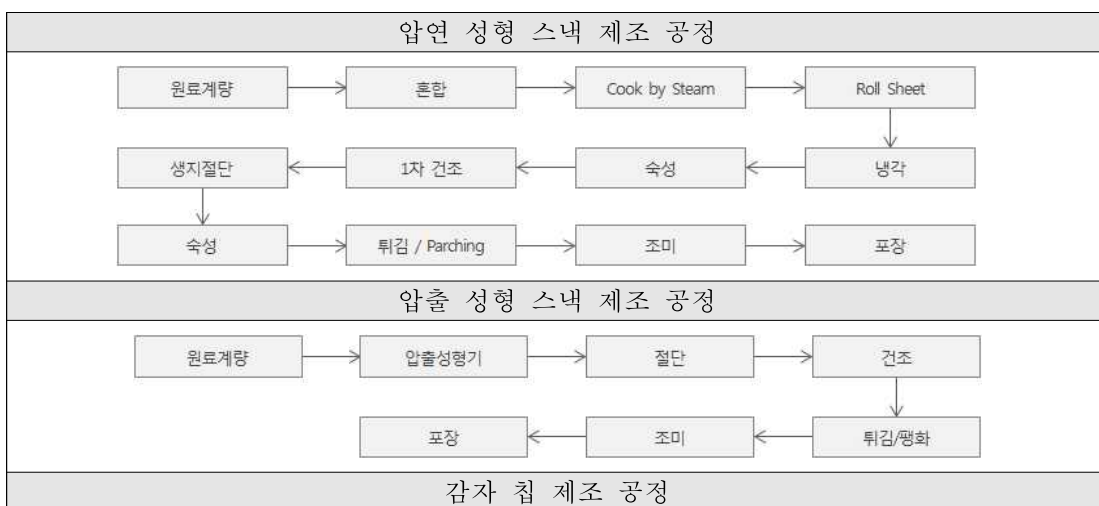 압연 성형 스낵 제조 공정
원료계량 혼합 Cook by Steam Roll Sheet
생지절단 1차 건조 숙성 냉각
숙성 튀김 / Parching 조미 포장
압출 성형 스낵 제조 공정
원료계량 압출성형기 절단 건조
포장 조미 튀김/팽화
감자 칩 제조 공정